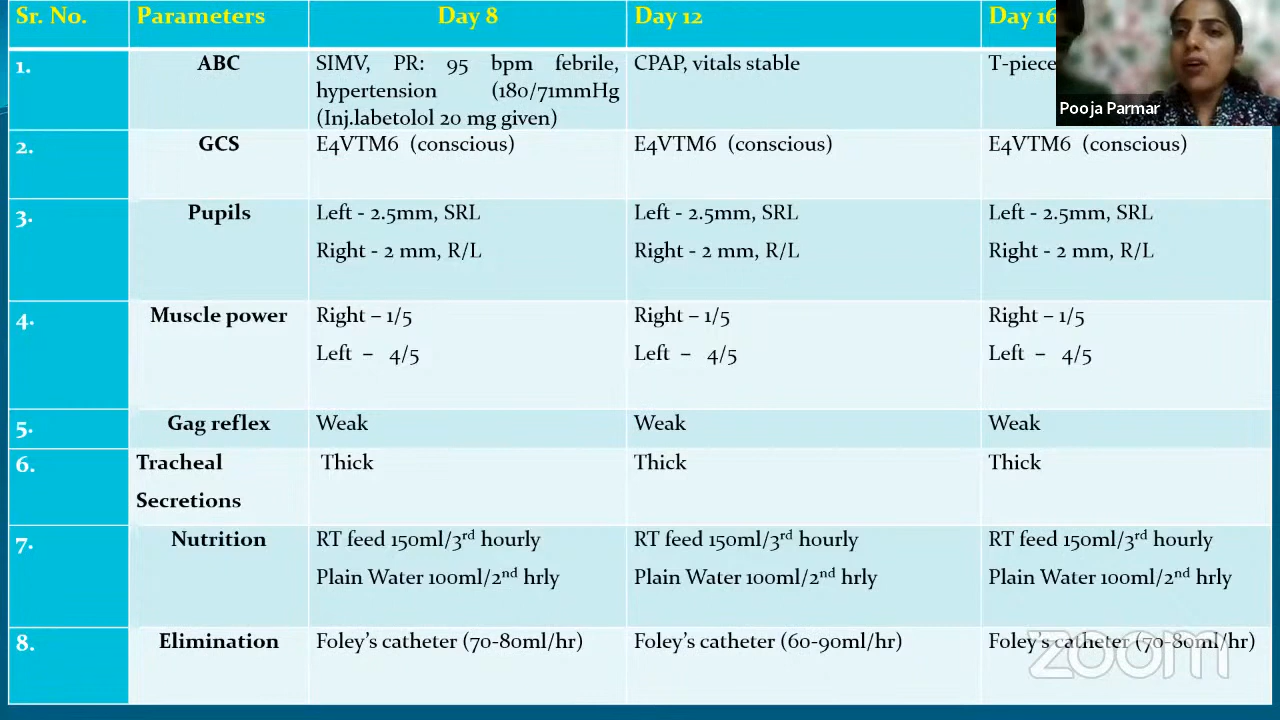 Sr. No. Parameters Day 8 Day 12 Day 16
1. ABC SIMV, PR: 95 bpm febrile, CPAP, vitals stable T-piece
hypertension (180/71mmHg
(Inj.labetolol 20 mg given)
Pooja Parmar
2. GCS E4VTM6 (conscious) E4VTM6 (conscious) E4VTM6 (conscious)
3. Pupils Left - 2.5mm, SRL Left - 2.5mm, SRL Left - 2.5mm, SRL
Right - 2 mm, R/L Right - 2 mm, R/L Right - 2 mm, R/L
4. Muscle power Right – 1/5 Right – 1/5 Right – 1/5
Left – 4/5 Left – 4/5 Left – 4/5
5. Gag reflex Weak Weak Weak
6. Tracheal Thick Thick Thick
Secretions
7. Nutrition RT feed 150ml/3rd hourly RT feed 150ml/3rd hourly RT feed 150ml/3rd hourly
Plain Water 100ml/2nd hrly Plain Water 100ml/2nd hrly Plain Water 100ml/2nd hrly
8. Elimination Foley's catheter (70-80ml/hr) Foley's catheter (60-90ml/hr) Foley's catheter (70-80ml/hr)
zoom